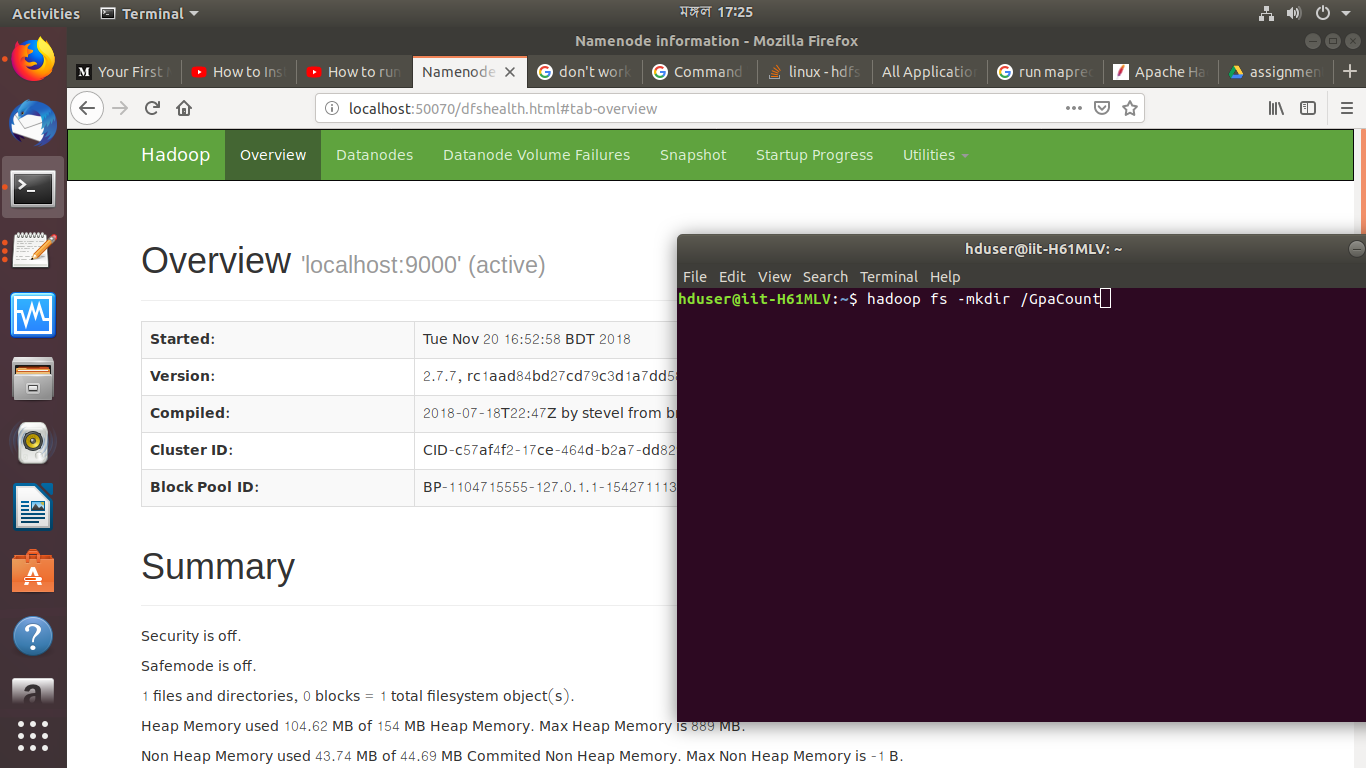 Activities Terminal মঙ্গল 17:25
Namenode information - Mozilla Firefox
Your First How to Ins How to run Namenode don't work Command linux - hdfs All Applicatio run mapred Apache Ha assignmen
localhost:50070/dfshealth.html#tab-overview
Hadoop Overview Datanodes Datanode Volume Failures Snapshot Startup Progress Utilities
Overview 'localhost:9000' (active)
Started: Tue Nov 20 16:52:58 BDT 2018
Version: 2.7.7, rc1aad84bd27cd79c3d1a7dd58
Compiled: 2018-07-18T22:47Z by stevel from br
Cluster ID: CID-c57af4f2-17ce-464d-b2a7-dd82
Block Pool ID: BP-1104715555-127.0.1.1-154271113
Summary
Security is off.
Safemode is off.
1 files and directories, 0 blocks = 1 total filesystem object(s).
Heap Memory used 104.62 MB of 154 MB Heap Memory. Max Heap Memory is 889 MB.
Non Heap Memory used 43.74 MB of 44.69 MB Commited Non Heap Memory. Max Non Heap Memory is -1 B.
hduser@iit-H61MLV: ~
File Edit View Search Terminal Help
hduser@iit-H61MLV:~$ hadoop fs -mkdir /GpaCount